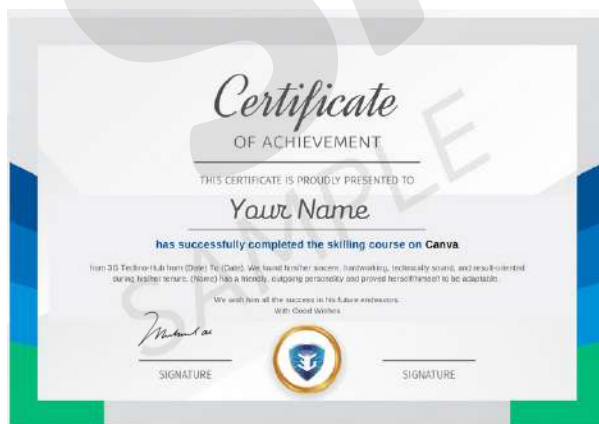 Certificate
OF ACHIEVEMENT
THIS CERTIFICATE IS PROUDLY PRESENTED TO
Your Name
has successfully completed the skilling course on Canva
from 3G Techno-Hub from (Date) To (Date). We found him/her sincere, hardworking, technically sound, and result-oriented
during his/her tenure. (Name) has a friendly, outgoing personality and proved herself/himself to be adaptable.
We wish him all the success in his future endeavors.
With Good Wishes
SIGNATURE
SIGNATURE
SAMPLE